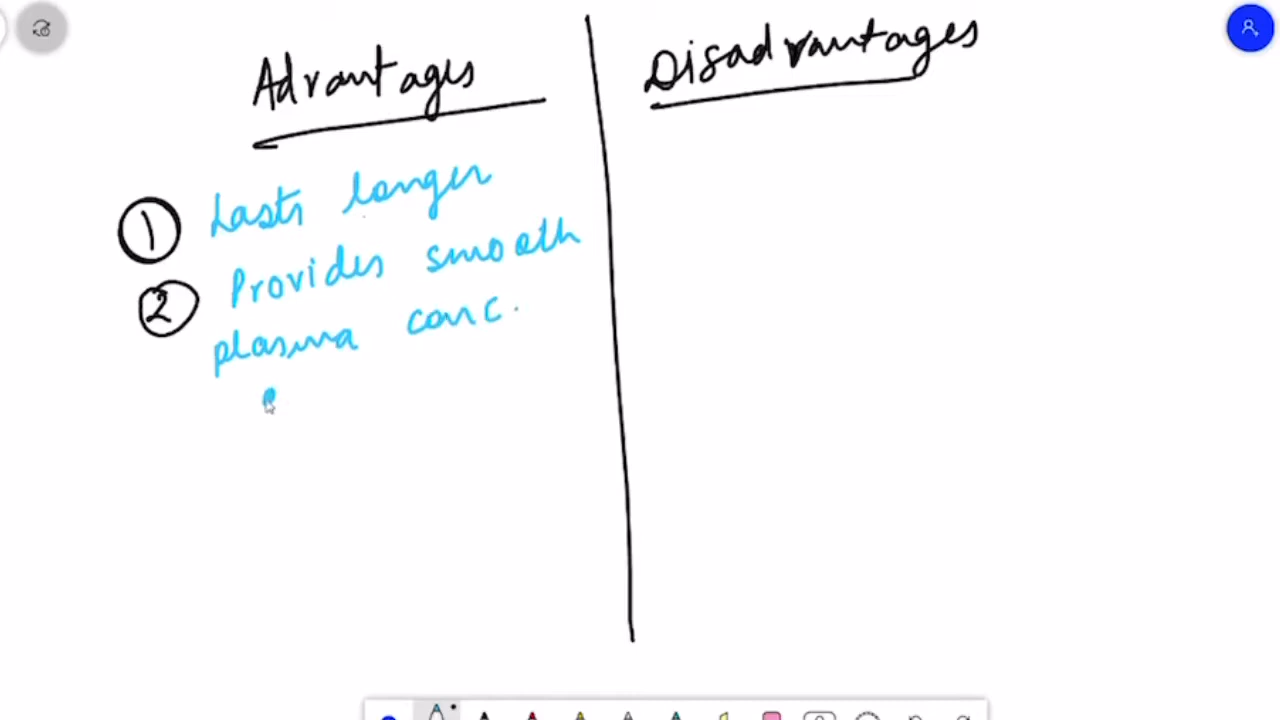 Advantages
Disadvantages
1 Lasts longer
2 Provides smooth
plasma conc.